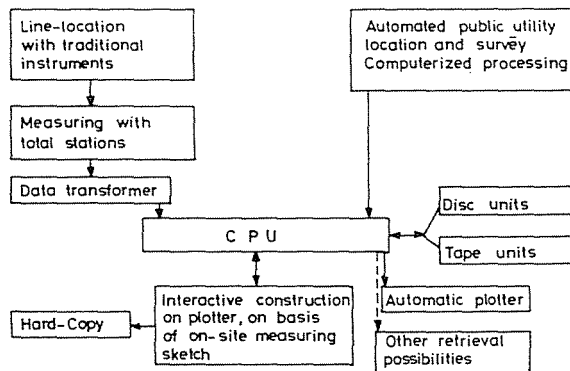 Line-location
with traditional
instruments
Automated public utility
location and survey
Computerized processing
Measuring with
total stations
Data transformer
Disc units
CPU
Tape units
Interactive construction
on plotter, on basis
of on-site measuring
sketch
Automatic plotter
Hard-Copy
Other retrieval
possibilities